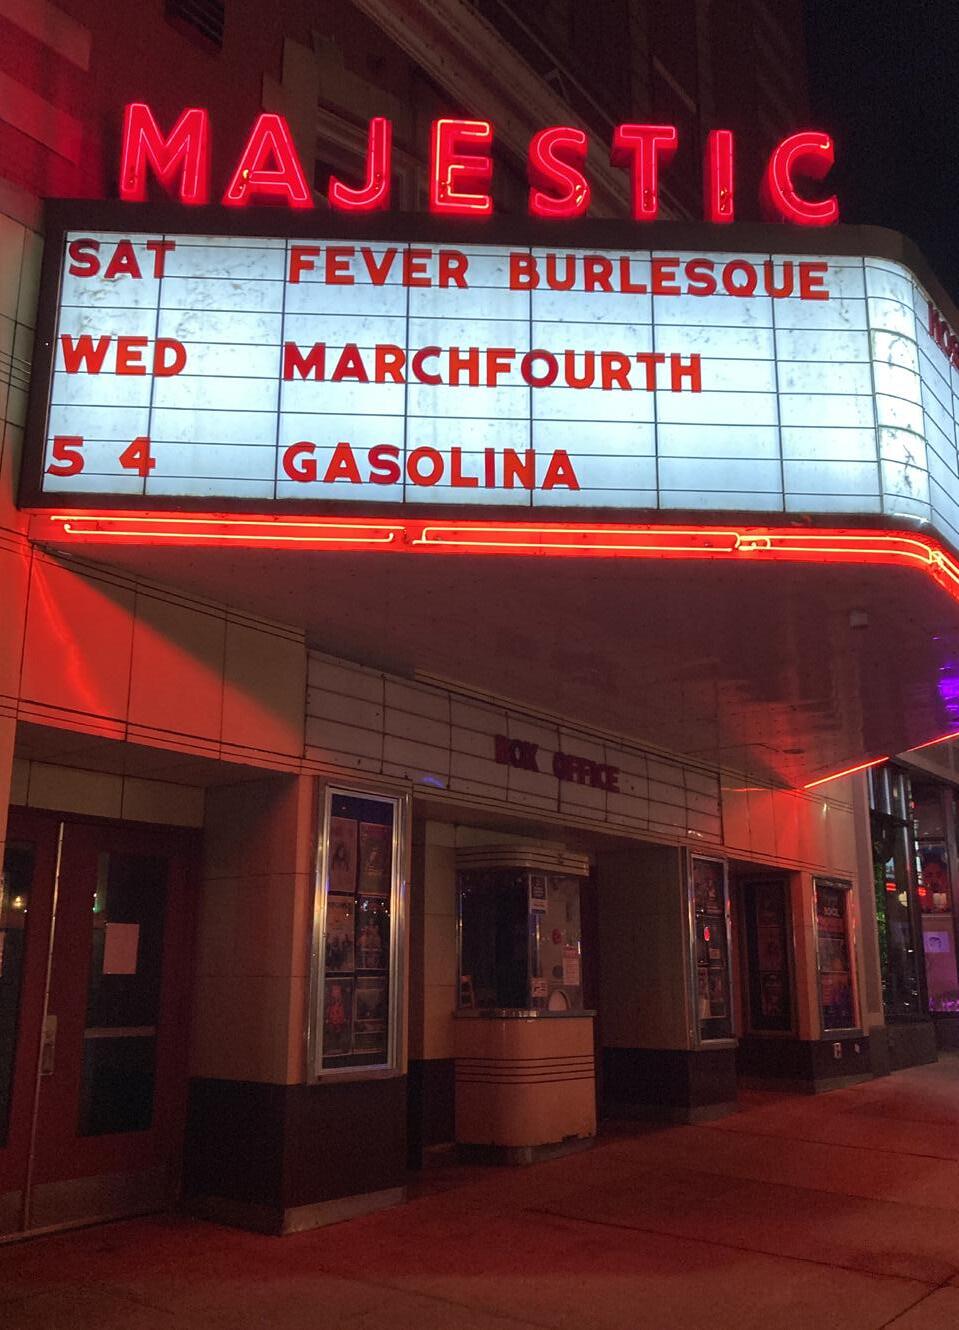 MAJESTIC
SAT FEVER BURLESQUE
WED MARCHFOURTH
5 4 GASOLINA
BOX OFFICE